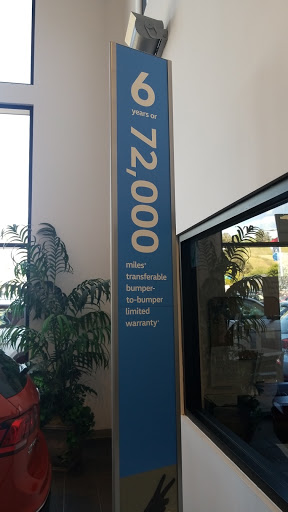 6
years or
72,000
miles*
transferable
bumper-
to-bumper
limited
warranty*